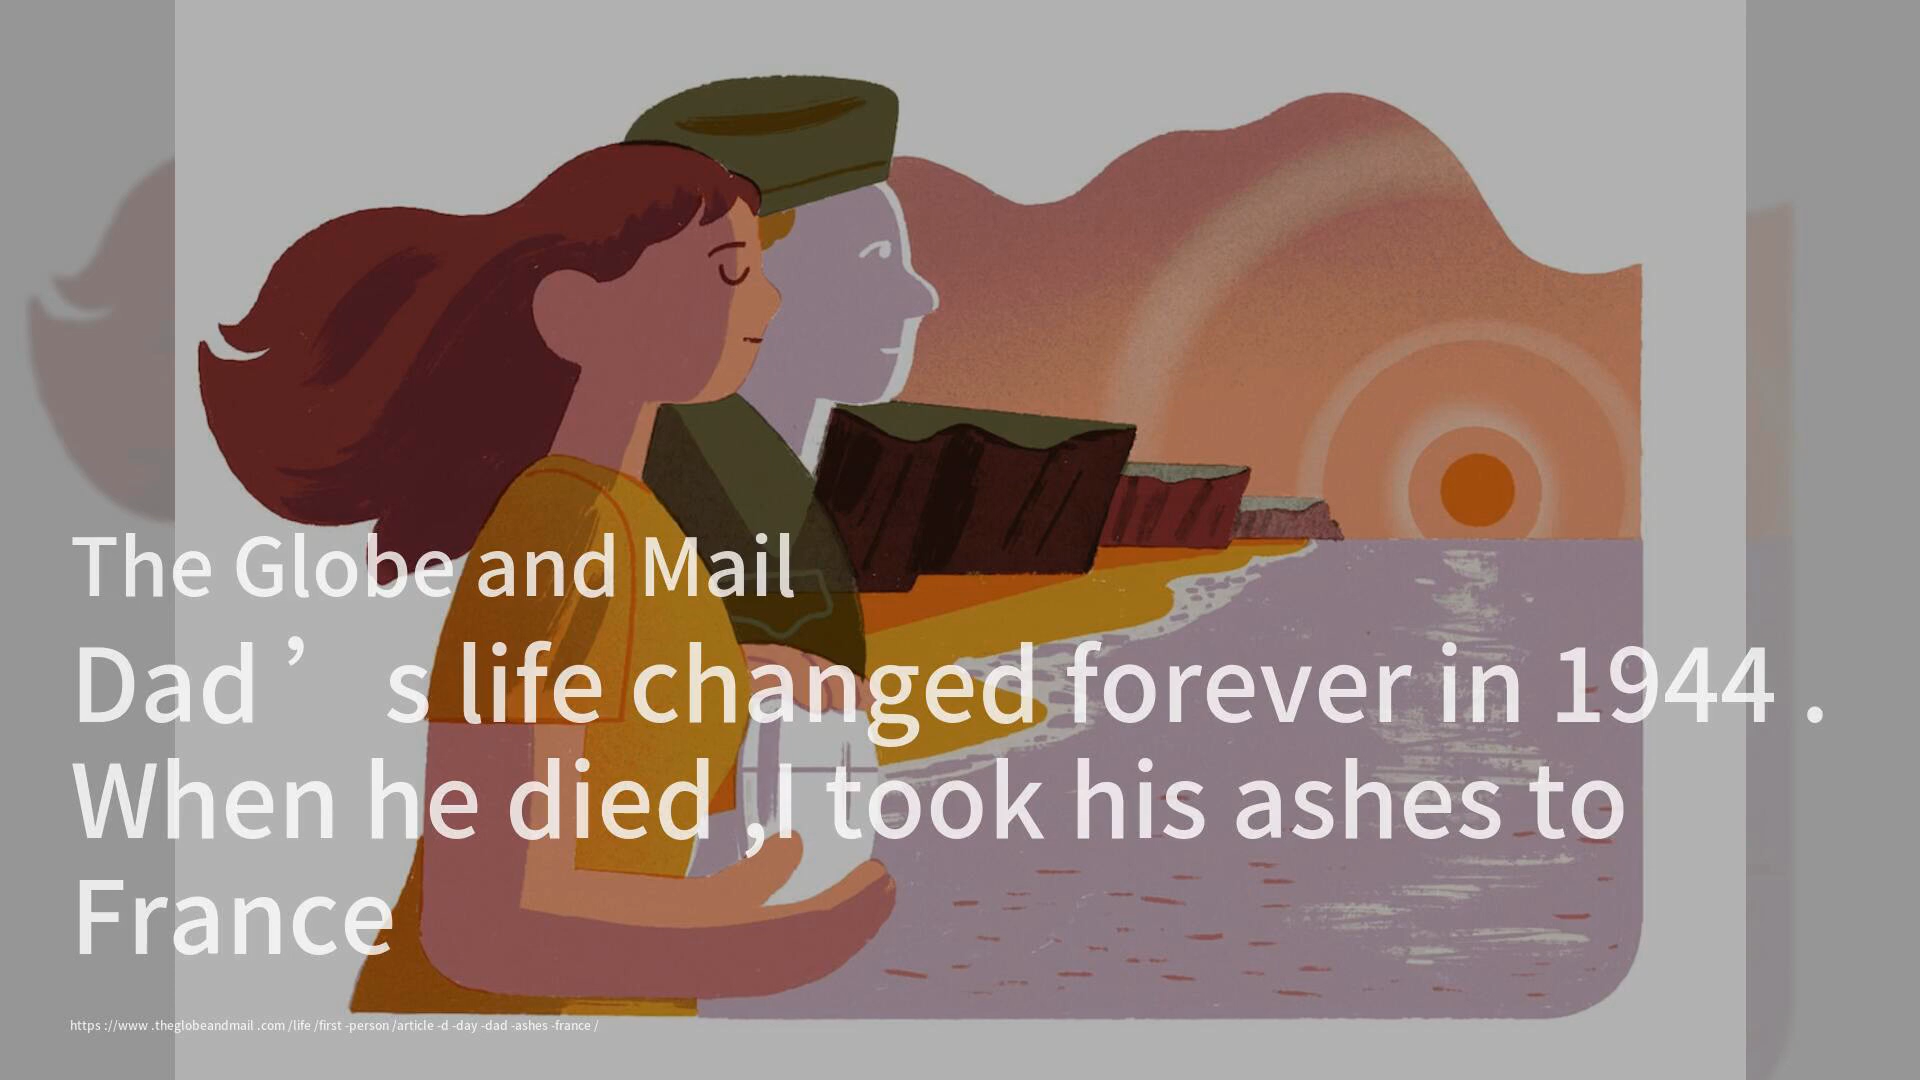 The Globe and Mail
Dad’s life changed forever in 1944 .
When he died ,I took his ashes to
France
https ://www .theglobeandmail .com /life /first -person /article -d -day -dad -ashes -france /